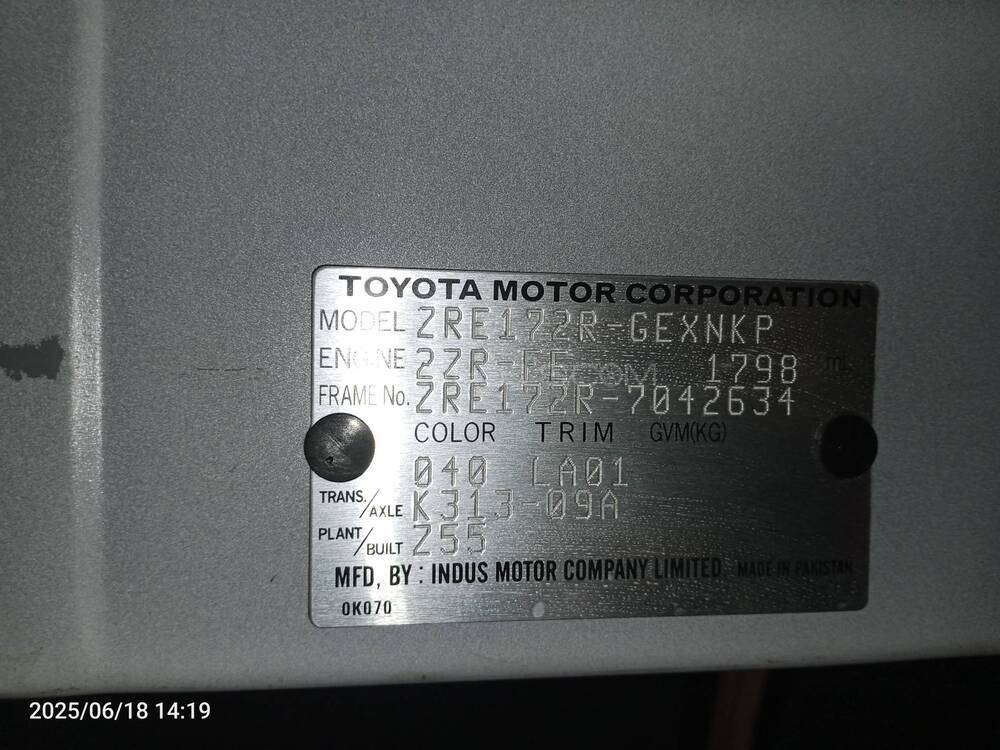 TOYOTA MOTOR CORPORATION
MODEL ZRE172R-GEXNKP
ENGINE 2ZR-FE 1798 ml
FRAME No. ZRE172R-7042634
COLOR TRIM GVM(KG)
040 LA01
TRANS./AXLE K313-09A
PLANT/BUILT Z55
MFD, BY : INDUS MOTOR COMPANY LIMITED. MADE IN PAKISTAN
0K070
2025/06/18 14:19